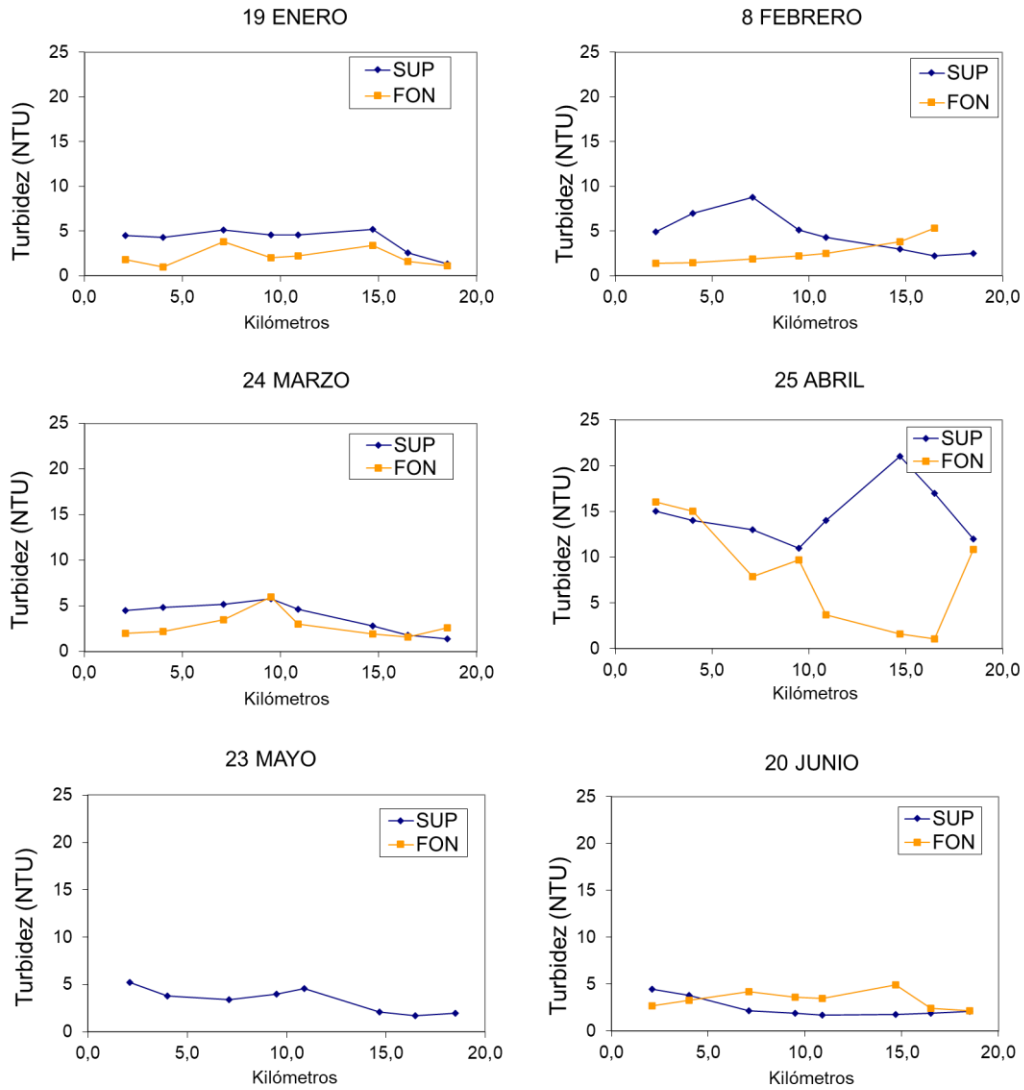 19 ENERO
25
20
15
10
5
0
Turbidez (NTU)
SUP
FON
0,0 5,0 10,0 15,0 20,0
Kilómetros
8 FEBRERO
25
20
15
10
5
0
Turbidez (NTU)
SUP
FON
0,0 5,0 10,0 15,0 20,0
Kilómetros
24 MARZO
25
20
15
10
5
0
Turbidez (NTU)
SUP
FON
0,0 5,0 10,0 15,0 20,0
Kilómetros
25 ABRIL
25
20
15
10
5
0
Turbidez (NTU)
SUP
FON
0,0 5,0 10,0 15,0 20,0
Kilómetros
23 MAYO
25
20
15
10
5
0
Turbidez (NTU)
SUP
FON
0,0 5,0 10,0 15,0 20,0
Kilómetros
20 JUNIO
25
20
15
10
5
0
Turbidez (NTU)
SUP
FON
0,0 5,0 10,0 15,0 20,0
Kilómetros